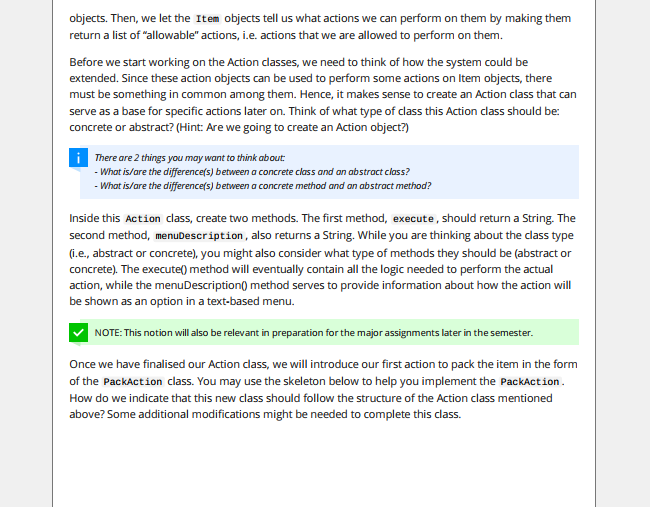 objects. Then, we let the Item objects tell us what actions we can perform on them by making them
return a list of “allowable” actions, i.e. actions that we are allowed to perform on them.
Before we start working on the Action classes, we need to think of how the system could be
extended. Since these action objects can be used to perform some actions on Item objects, there
must be something in common among them. Hence, it makes sense to create an Action class that can
serve as a base for specific actions later on. Think of what type of class this Action class should be:
concrete or abstract? (Hint: Are we going to create an Action object?)
There are 2 things you may want to think about:
- What is/are the difference(s) between a concrete class and an abstract class?
- What is/are the difference(s) between a concrete method and an abstract method?
Inside this Action class, create two methods. The first method, execute, should return a String. The
second method, menuDescription, also returns a String. While you are thinking about the class type
(i.e., abstract or concrete), you might also consider what type of methods they should be (abstract or
concrete). The execute() method will eventually contain all the logic needed to perform the actual
action, while the menuDescription() method serves to provide information about how the action will
be shown as an option in a text-based menu.
NOTE: This notion will also be relevant in preparation for the major assignments later in the semester.
Once we have finalised our Action class, we will introduce our first action to pack the item in the form
of the PackAction class. You may use the skeleton below to help you implement the PackAction.
How do we indicate that this new class should follow the structure of the Action class mentioned
above? Some additional modifications might be needed to complete this class.